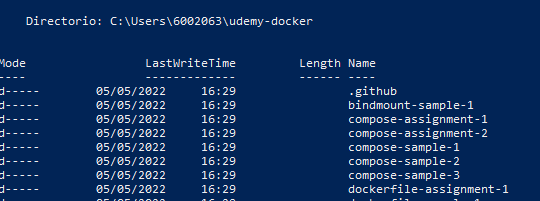 Directorio: C:\Users\6002063\udemy-docker
Mode LastWriteTime Length Name
---- ------------- ------ ----
d----- 05/05/2022 16:29 .github
d----- 05/05/2022 16:29 bindmount-sample-1
d----- 05/05/2022 16:29 compose-assignment-1
d----- 05/05/2022 16:29 compose-assignment-2
d----- 05/05/2022 16:29 compose-sample-1
d----- 05/05/2022 16:29 compose-sample-2
d----- 05/05/2022 16:29 compose-sample-3
d----- 05/05/2022 16:29 dockerfile-assignment-1